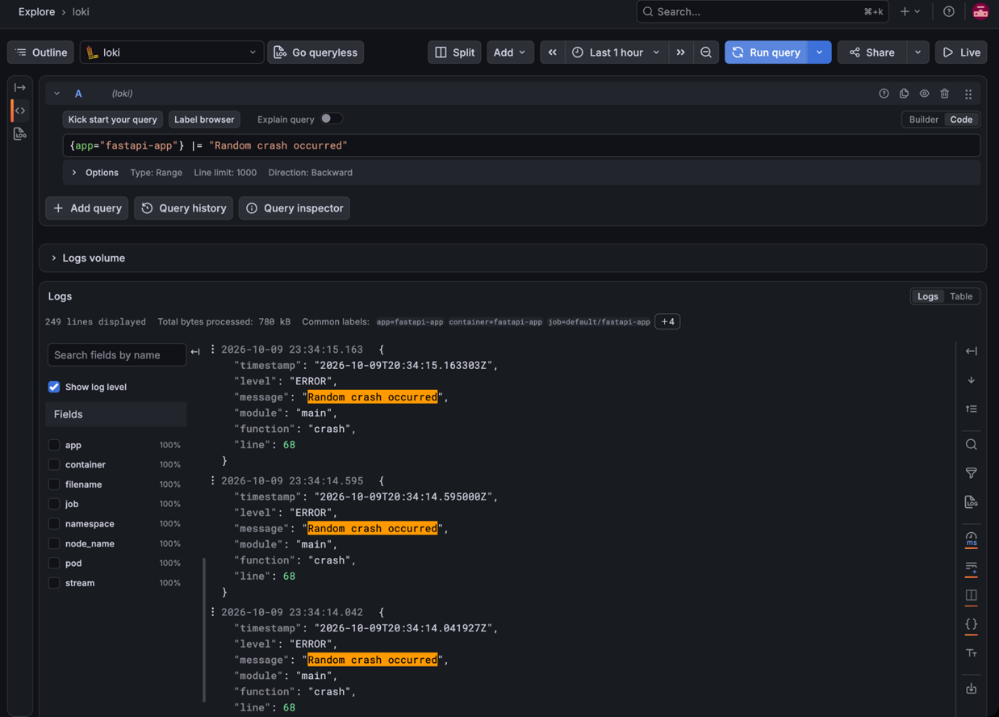 Explore › loki
Search... ⌘+k
Outline loki Go queryless Split Add Last 1 hour Run query Share Live
A (loki)
Kick start your query Label browser Explain query Builder Code
{app="fastapi-app"} |= "Random crash occurred"
Options Type: Range Line limit: 1000 Direction: Backward
Add query Query history Query inspector
Logs volume
Logs Logs Table
249 lines displayed Total bytes processed: 780 kB Common labels: app=fastapi-app container=fastapi-app job=default/fastapi-app +4
Search fields by name
Show log level
Fields
app 100%
container 100%
filename 100%
job 100%
namespace 100%
node_name 100%
pod 100%
stream 100%
2026-10-09 23:34:15.163 {
"timestamp": "2026-10-09T20:34:15.163303Z",
"level": "ERROR",
"message": "Random crash occurred",
"module": "main",
"function": "crash",
"line": 68
}
2026-10-09 23:34:14.595 {
"timestamp": "2026-10-09T20:34:14.595000Z",
"level": "ERROR",
"message": "Random crash occurred",
"module": "main",
"function": "crash",
"line": 68
}
2026-10-09 23:34:14.042 {
"timestamp": "2026-10-09T20:34:14.041927Z",
"level": "ERROR",
"message": "Random crash occurred",
"module": "main",
"function": "crash",
"line": 68
LOG
ms
{}
Tт